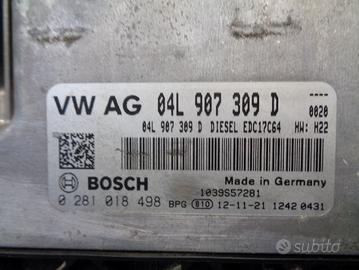 VW AG 04L 907 309 D ----
0020
04L 907 309 D DIESEL EDC17C64 HW: H22
BOSCH
Made in Germany
1039S57281
0 281 018 498 BPG 810 12-11-21 1242 0431
subito